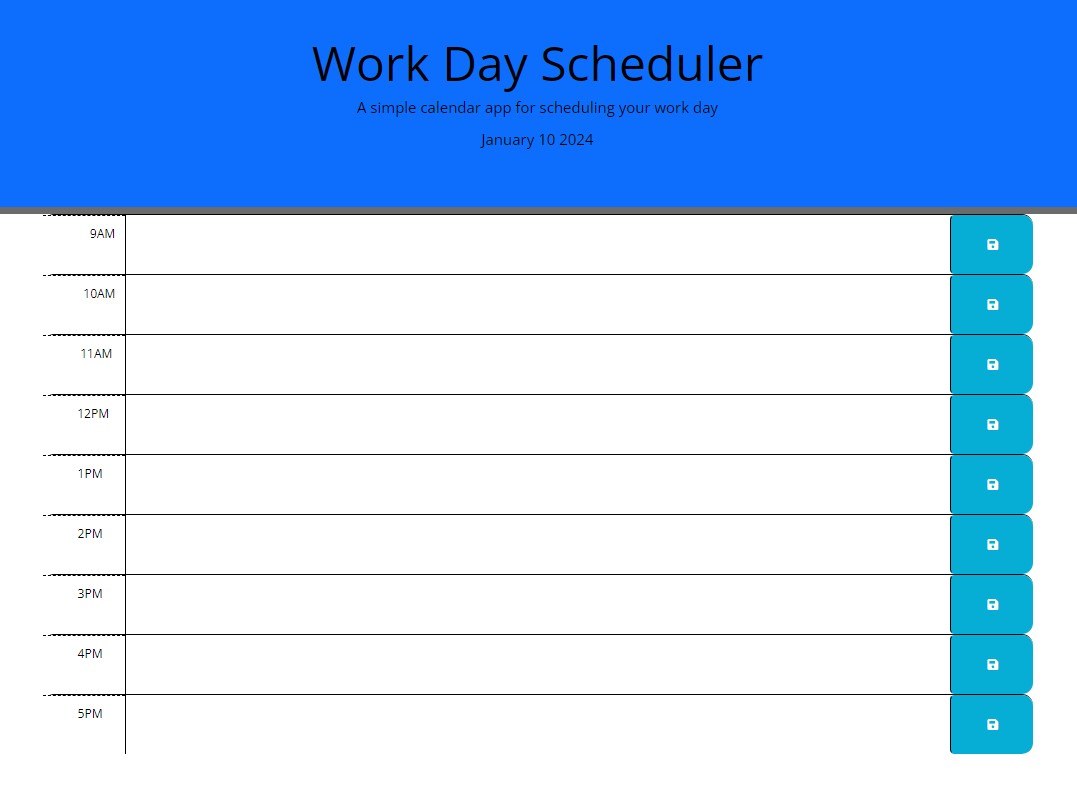 Work Day Scheduler
A simple calendar app for scheduling your work day
January 10 2024
9AM
10AM
11AM
12PM
1PM
2PM
3PM
4PM
5PM